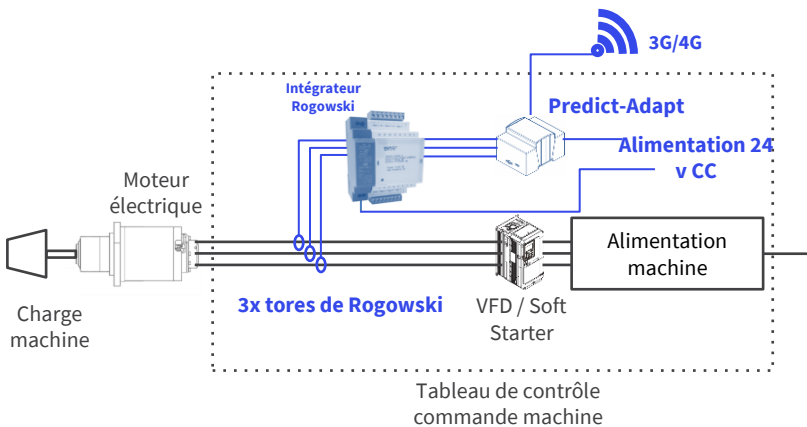 3G/4G
Intégrateur
Rogowski
Predict-Adapt
Alimentation 24
v CC
Moteur
électrique
Alimentation
machine
3x tores de Rogowski
VFD / Soft
Starter
Charge
machine
Tableau de contrôle
commande machine